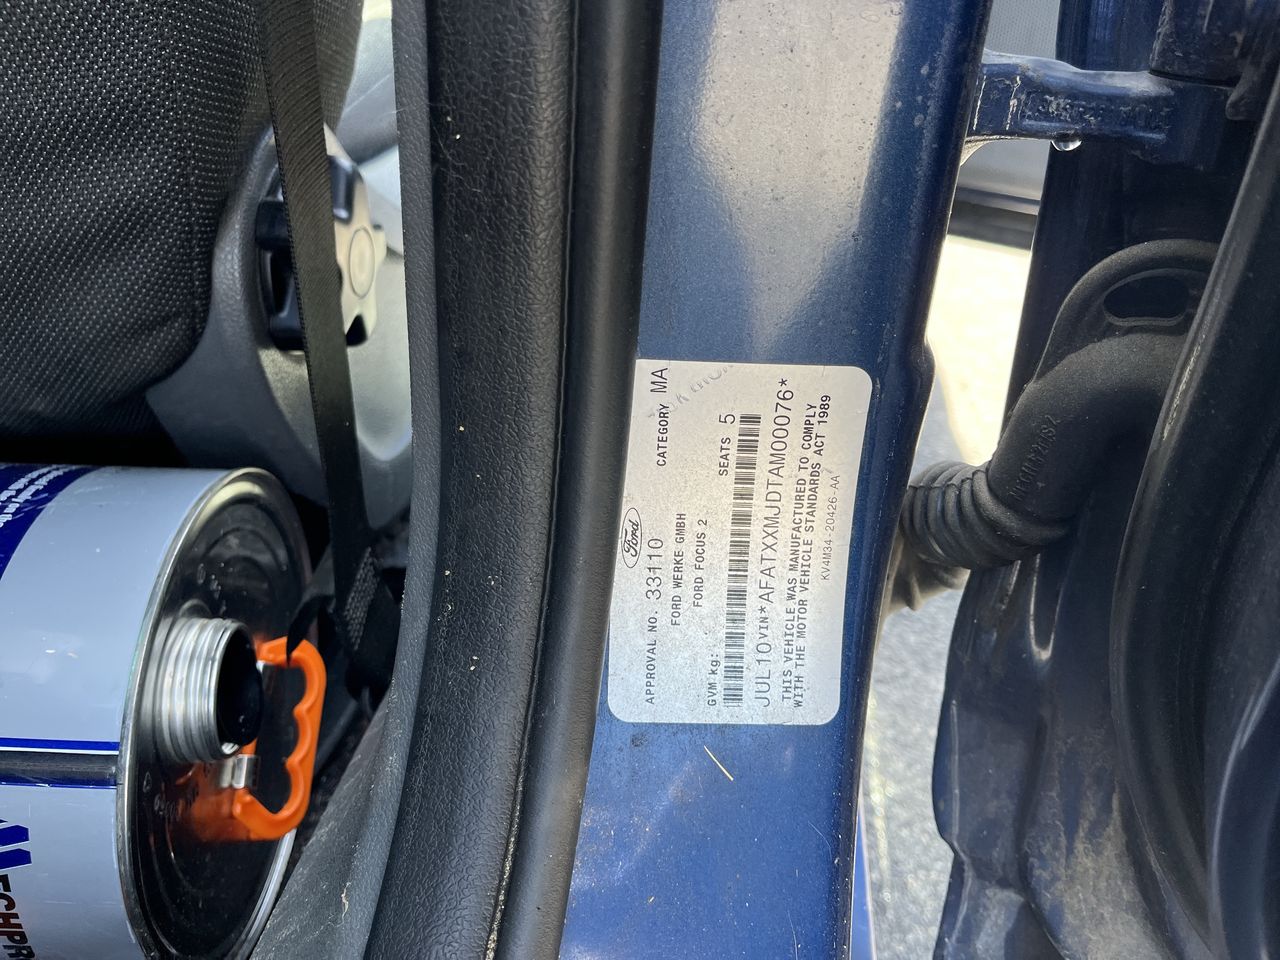 Ford
APPROVAL NO. 33110 CATEGORY MA
FORD WERKE GMBH
FORD FOCUS 2
GVM kg: SEATS 5
JUL10 VIN*AFATXXMJDTAM00076*
THIS VEHICLE WAS MANUFACTURED TO COMPLY
WITH THE MOTOR VEHICLE STANDARDS ACT 1989
KV4M34-20426-AA